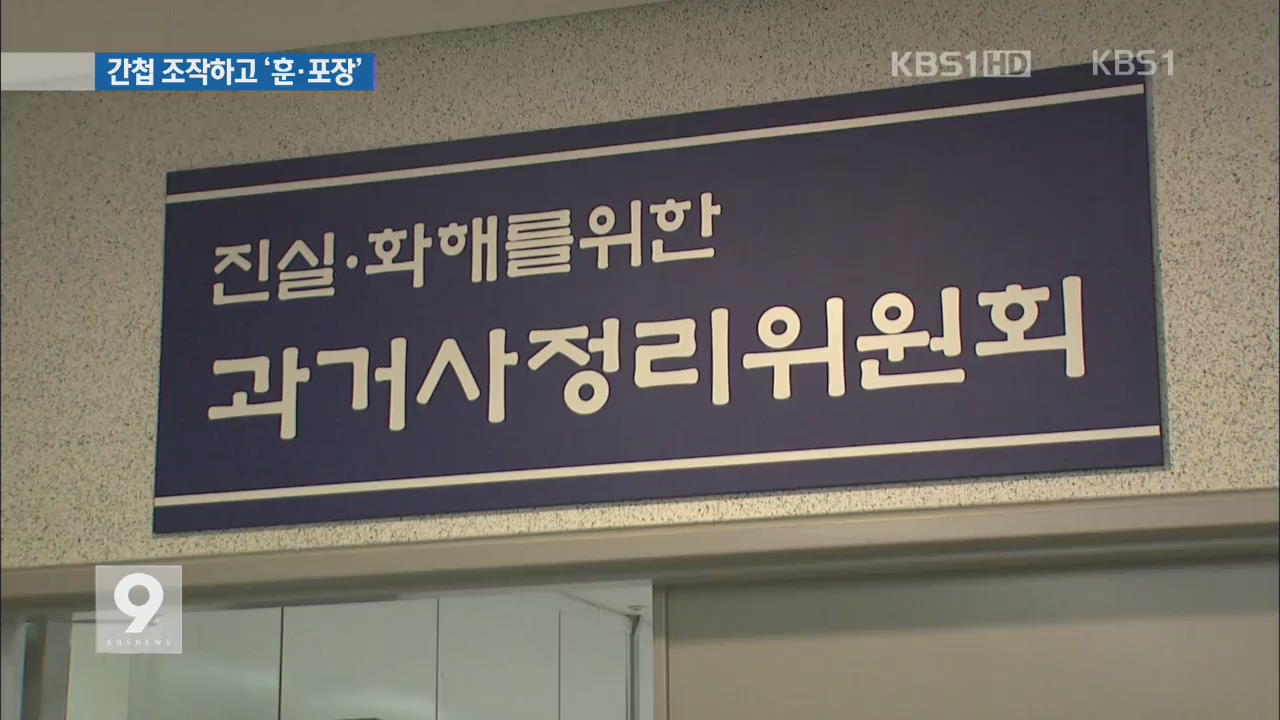 간첩 조작하고 ‘훈·포장’
KBS1HD
KBS1
진실·화해를위한
과거사정리위원회
9
KBSNEWS